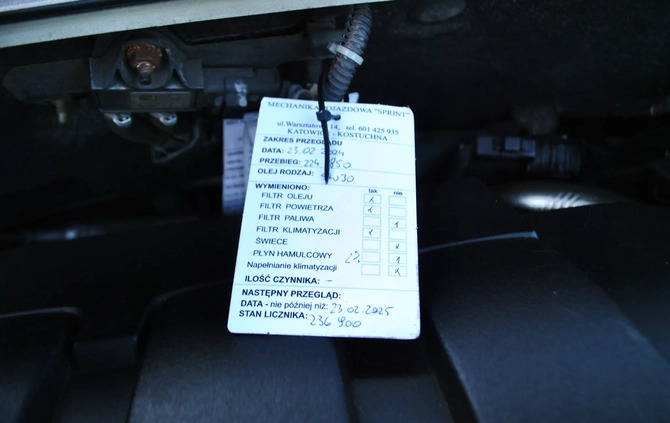 MECHANIKA POJAZDOWA "SPRINT"
ul.Warsztatowa 14, tel. 601 425 935
KATOWICE - KOSTUCHNA
ZAKRES PRZEGLĄDU
DATA: 23.02.2024
PRZEBIEG: 224 850
OLEJ RODZAJ:
WYMIENIONO: tak nie
FILTR OLEJU x
FILTR POWIETRZA x
FILTR PALIWA
FILTR KLIMATYZACJI x
ŚWIECE x
PŁYN HAMULCOWY
Napełnianie klimatyzacji x
ILOŚĆ CZYNNIKA: -
NASTĘPNY PRZEGLĄD:
DATA - nie później niż: 23.02.2025
STAN LICZNIKA: 236 900